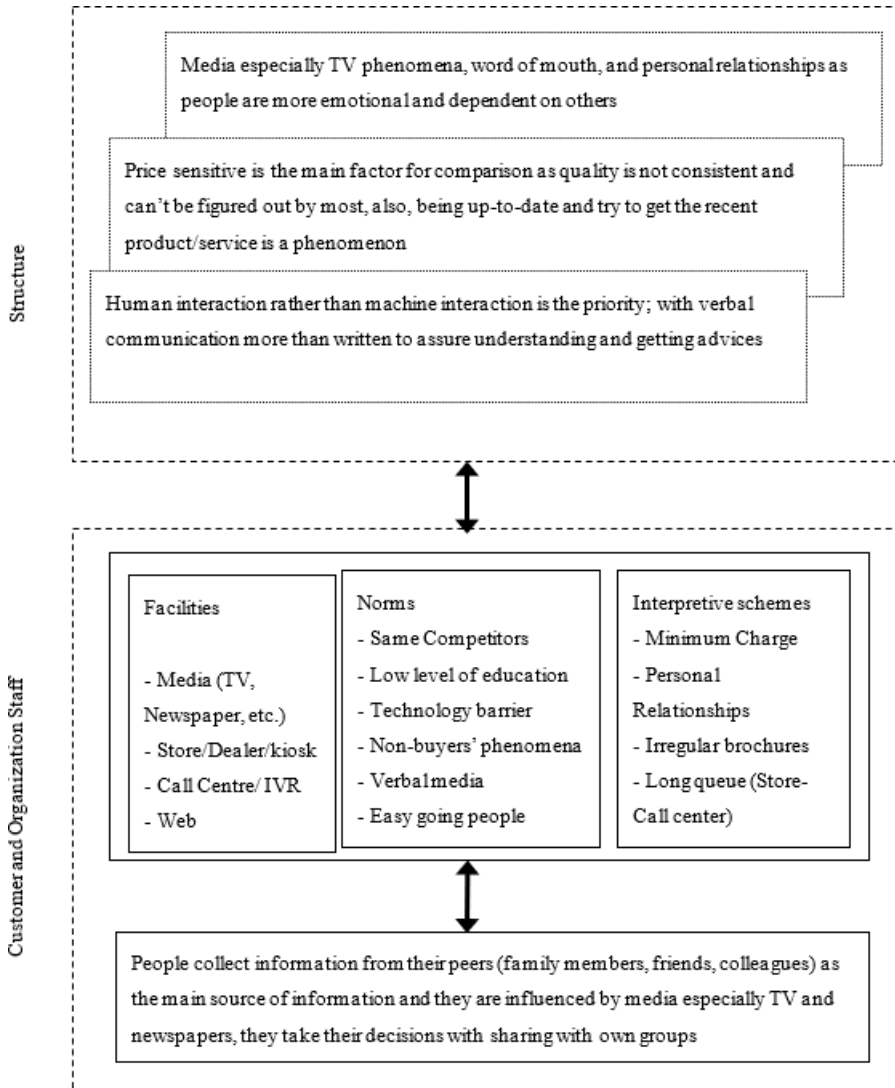 Media especially TV phenomena, word of mouth, and personal relationships as
people are more emotional and dependent on others
Price sensitive is the main factor for comparison as quality is not consistent and
can't be figured out by most, also, being up-to-date and try to get the recent
product/service is a phenomenon
Human interaction rather than machine interaction is the priority; with verbal
communication more than written to assure understanding and getting advices
Structure
Facilities
- Media (TV,
Newspaper, etc.)
- Store/Dealer/kiosk
- Call Centre/ IVR
- Web
Norms
- Same Competitors
- Low level of education
- Technology barrier
- Non-buyers' phenomena
- Verbal media
- Easy going people
Interpretive schemes
- Minimum Charge
- Personal
Relationships
- Irregular brochures
- Long queue (Store-
Call center)
Customer and Organization Staff
People collect information from their peers (family members, friends, colleagues) as
the main source of information and they are influenced by media especially TV and
newspapers, they take their decisions with sharing with own groups